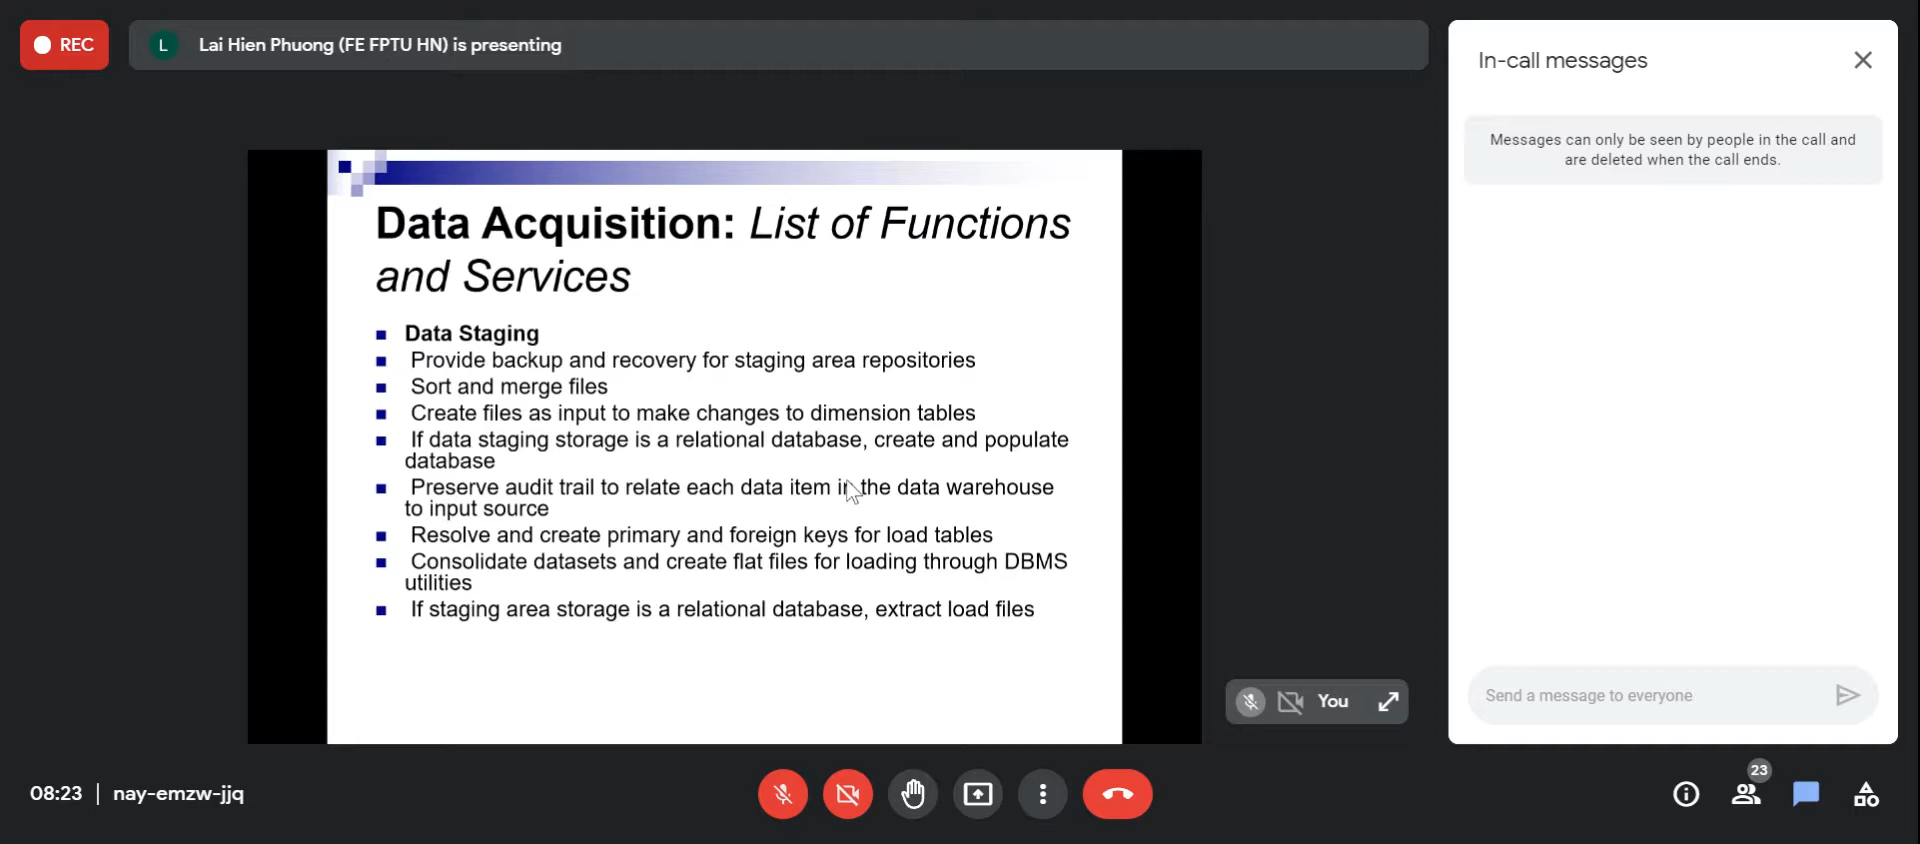 REC
L
Lai Hien Phuong (FE FPTU HN) is presenting
In-call messages
Messages can only be seen by people in the call and
are deleted when the call ends.
Data Acquisition: List of Functions
and Services
Data Staging
Provide backup and recovery for staging area repositories
Sort and merge files
Create files as input to make changes to dimension tables
If data staging storage is a relational database, create and populate
database
Preserve audit trail to relate each data item in the data warehouse
to input source
Resolve and create primary and foreign keys for load tables
Consolidate datasets and create flat files for loading through DBMS
utilities
If staging area storage is a relational database, extract load files
You
Send a message to everyone
08:23 | nay-emzw-jjq
23